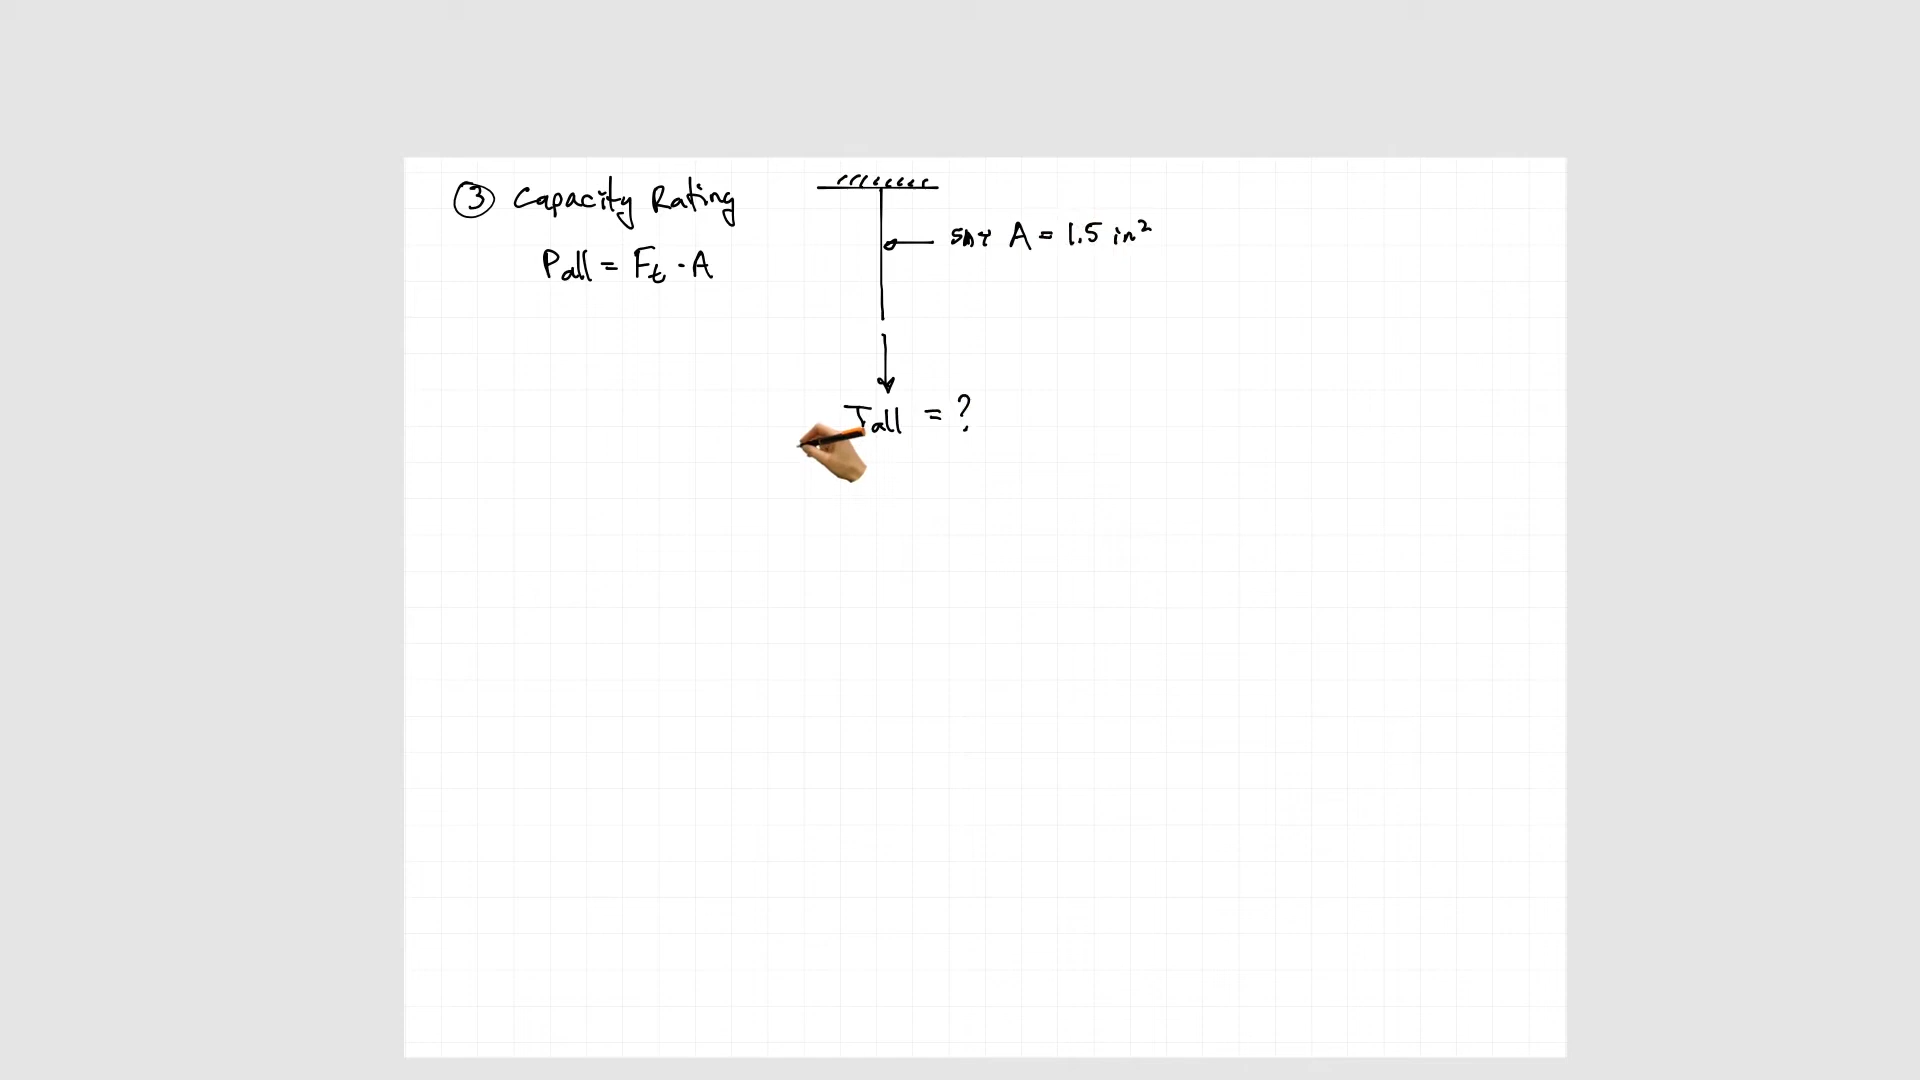 ③ Capacity Rating
Pall = Ft · A
SAY A = 1.5 in²
Tall = ?